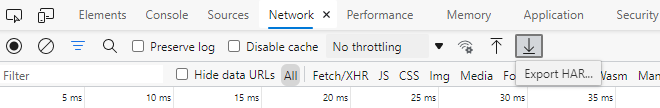 Elements Console Sources Network Performance Memory Application Security
Preserve log Disable cache No throttling
Export HAR...
Filter Hide data URLs All Fetch/XHR JS CSS Img Media Wasm
5 ms 10 ms 15 ms 20 ms 25 ms 30 ms 35 ms